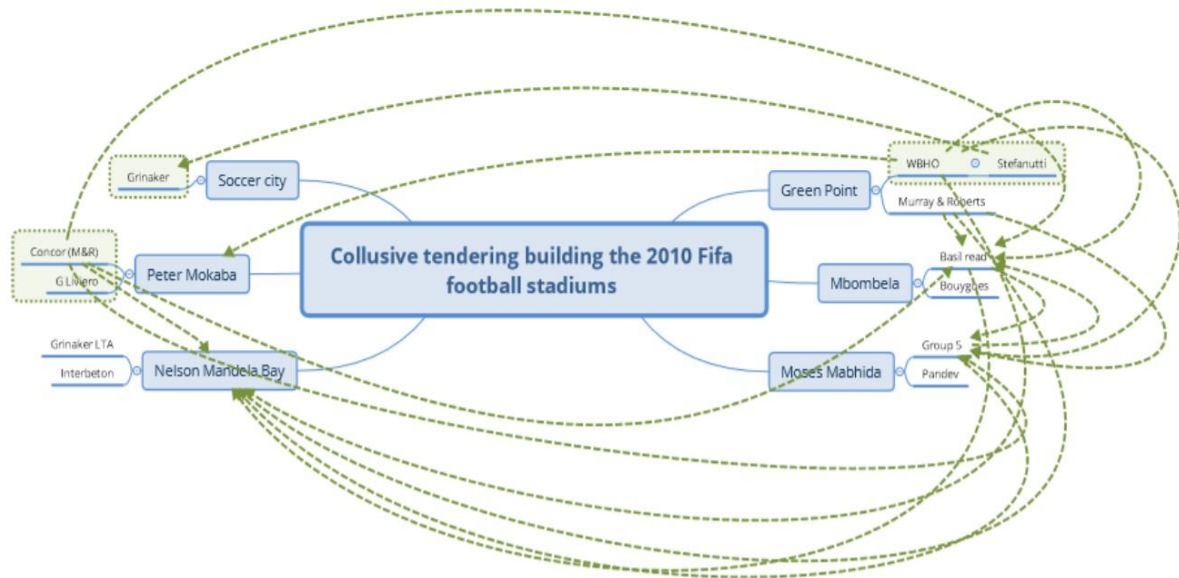 Collusive tendering building the 2010 Fifa
football stadiums
Soccer city
Grinaker
Peter Mokaba
Concor (M&R)
G Liviero
Nelson Mandela Bay
Grinaker LTA
Interbeton
Green Point
WBHO
Stefanutti
Murray & Roberts
Mbombela
Basil read
Bouygues
Moses Mabhida
Group 5
Pandev